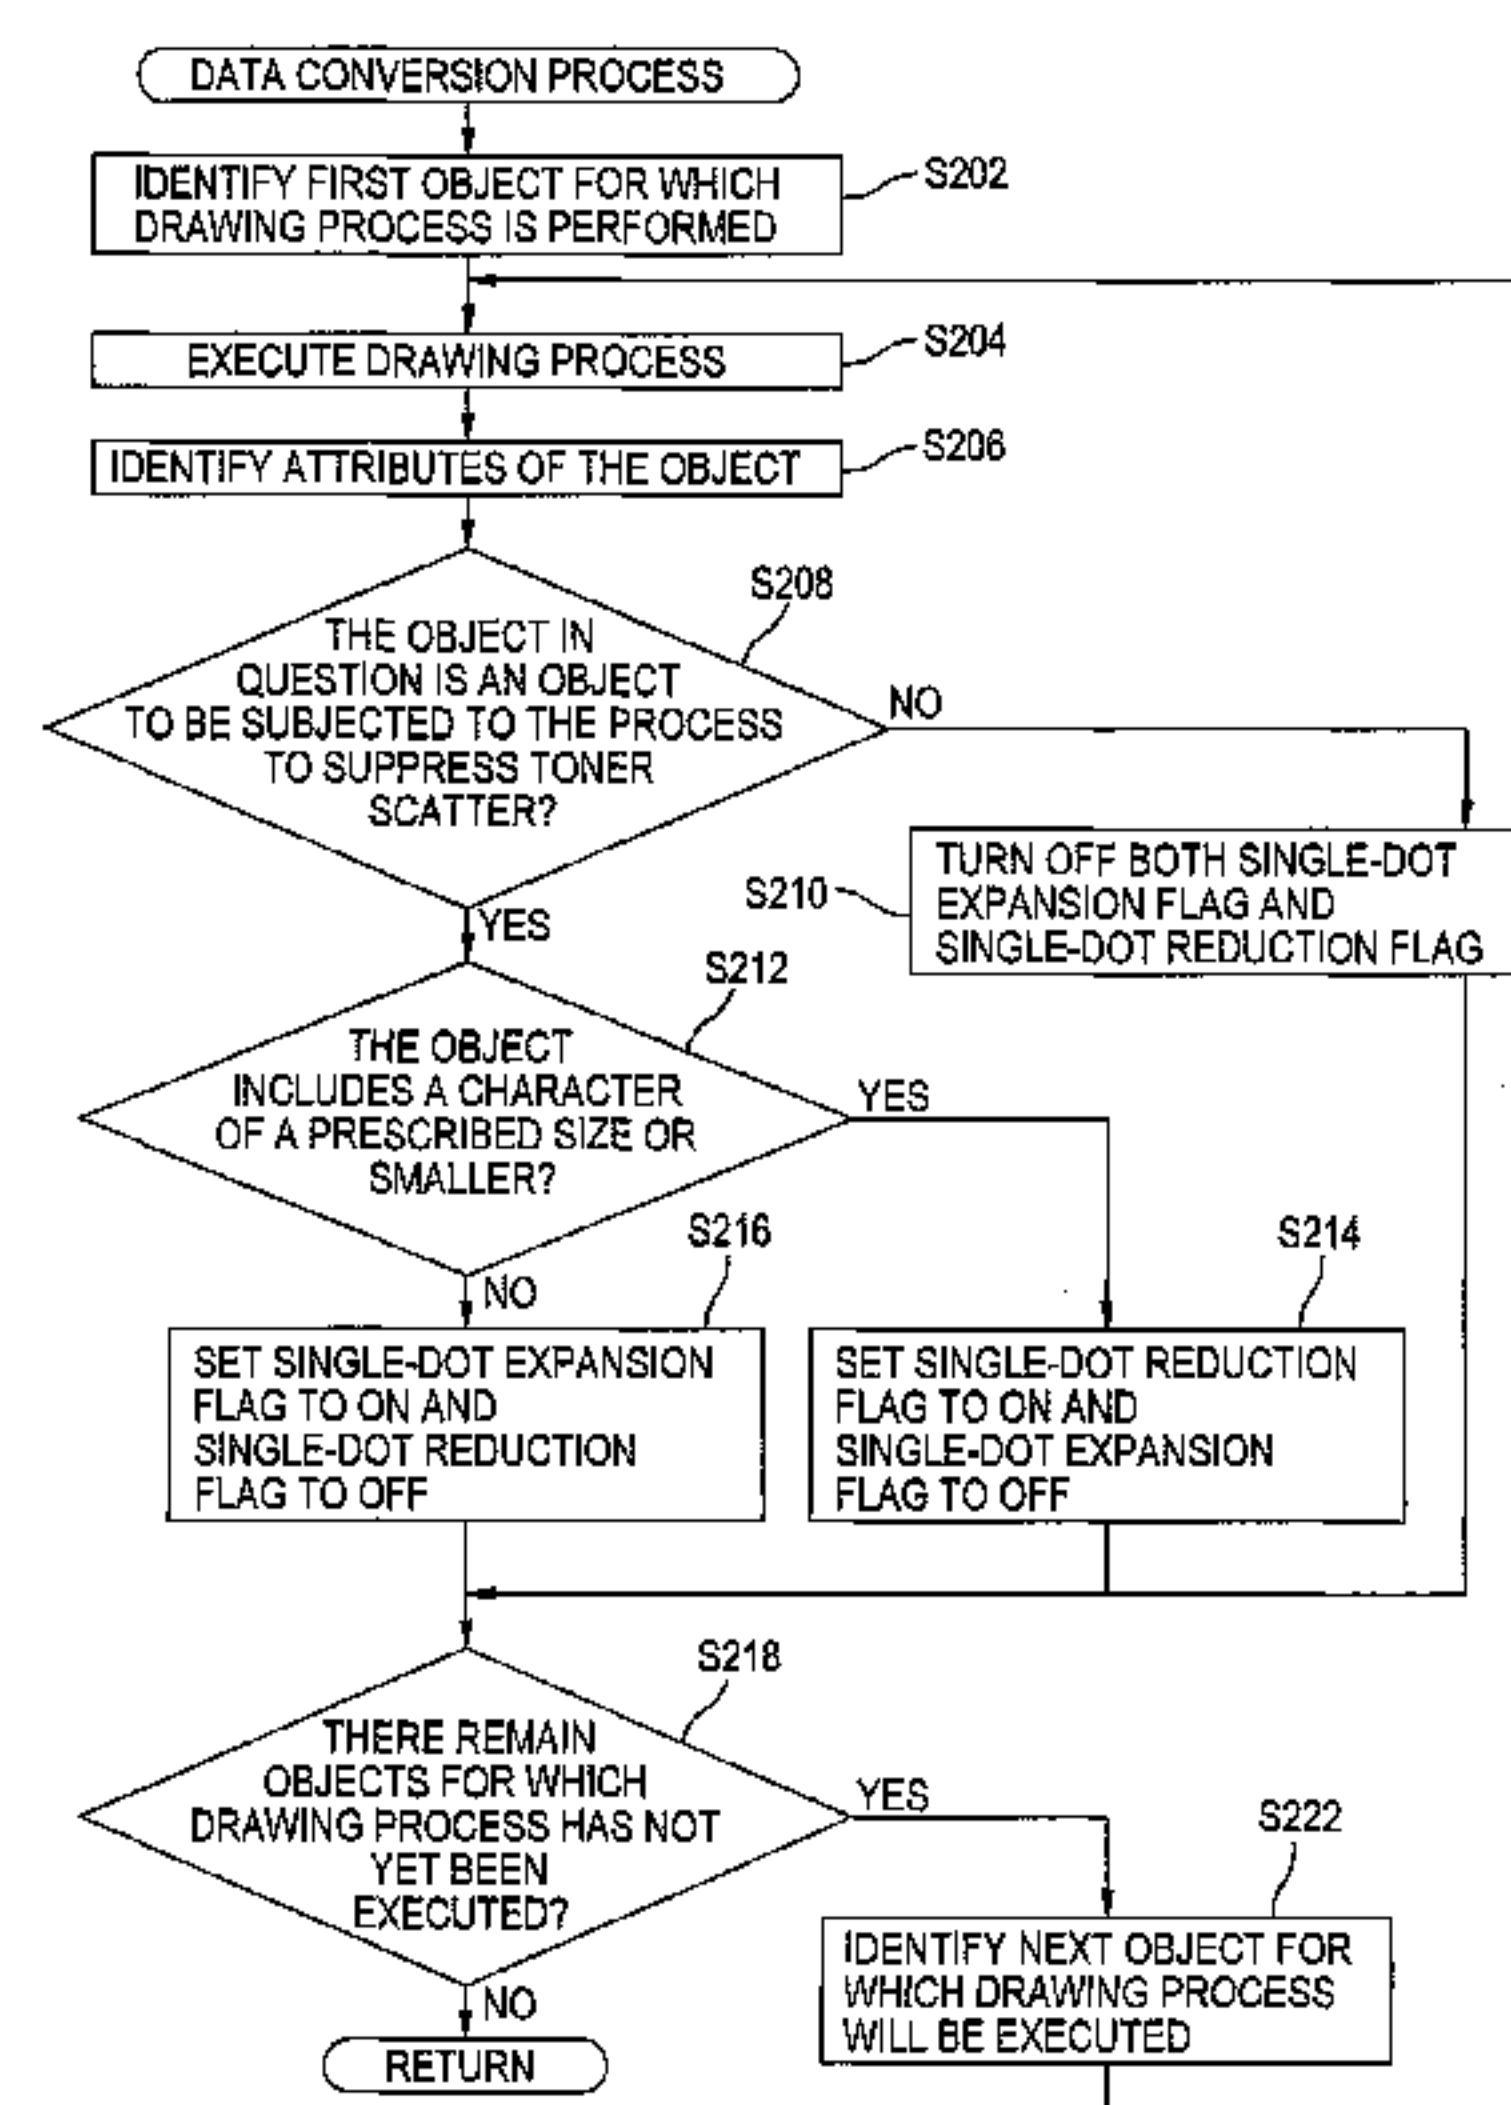 DATA CONVERSION PROCESS
IDENTIFY FIRST OBJECT FOR WHICH
DRAWING PROCESS IS PERFORMED
S202
EXECUTE DRAWING PROCESS
S204
IDENTIFY ATTRIBUTES OF THE OBJECT
S206
S208
THE OBJECT IN
QUESTION IS AN OBJECT
TO BE SUBJECTED TO THE PROCESS
TO SUPPRESS TONER
SCATTER?
NO
YES
S210
TURN OFF BOTH SINGLE-DOT
EXPANSION FLAG AND
SINGLE-DOT REDUCTION FLAG
S212
THE OBJECT
INCLUDES A CHARACTER
OF A PRESCRIBED SIZE OR
SMALLER?
YES
NO
S216
SET SINGLE-DOT EXPANSION
FLAG TO ON AND
SINGLE-DOT REDUCTION
FLAG TO OFF
S214
SET SINGLE-DOT REDUCTION
FLAG TO ON AND
SINGLE-DOT EXPANSION
FLAG TO OFF
S218
THERE REMAIN
OBJECTS FOR WHICH
DRAWING PROCESS HAS NOT
YET BEEN
EXECUTED?
YES
NO
S222
IDENTIFY NEXT OBJECT FOR
WHICH DRAWING PROCESS
WILL BE EXECUTED
RETURN